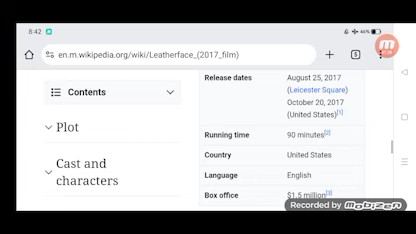 8:42
46%
en.m.wikipedia.org/wiki/Leatherface_(2017_film)
5
Contents
Plot
Cast and
characters
Release dates
August 25, 2017
(Leicester Square)
October 20, 2017
(United States)[1]
Running time
90 minutes[2]
Country
United States
Language
English
Box office
$1.5 million[3]
Recorded by
MobiZen